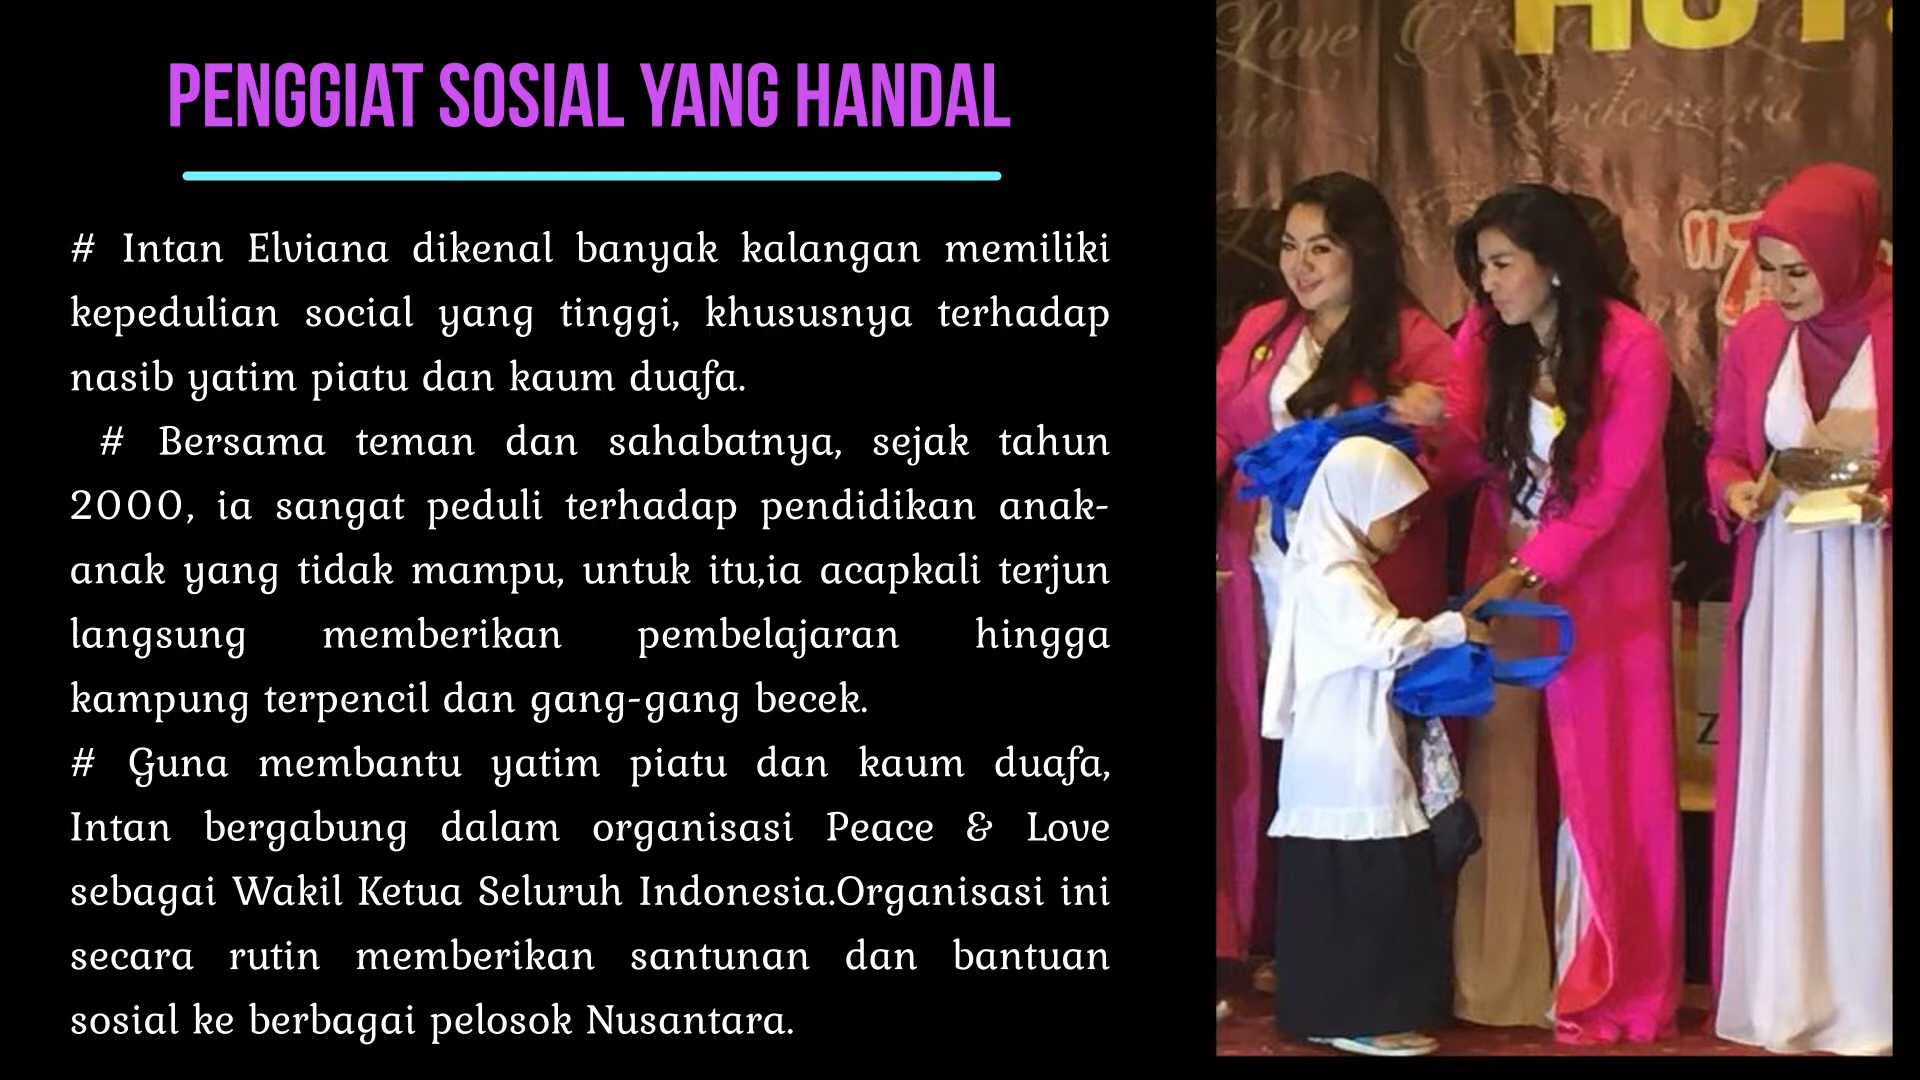 PENGGIAT SOSIAL YANG HANDAL
# Intan Elviana dikenal banyak kalangan memiliki
kepedulian social yang tinggi, khususnya terhadap
nasib yatim piatu dan kaum duafa.
# Bersama teman dan sahabatnya, sejak tahun
2000, ia sangat peduli terhadap pendidikan anak-
anak yang tidak mampu, untuk itu,ia acapkali terjun
langsung memberikan pembelajaran hingga
kampung terpencil dan gang-gang becek.
# Guna membantu yatim piatu dan kaum duafa,
Intan bergabung dalam organisasi Peace & Love
sebagai Wakil Ketua Seluruh Indonesia.Organisasi ini
secara rutin memberikan santunan dan bantuan
sosial ke berbagai pelosok Nusantara.
Love
Indonesia